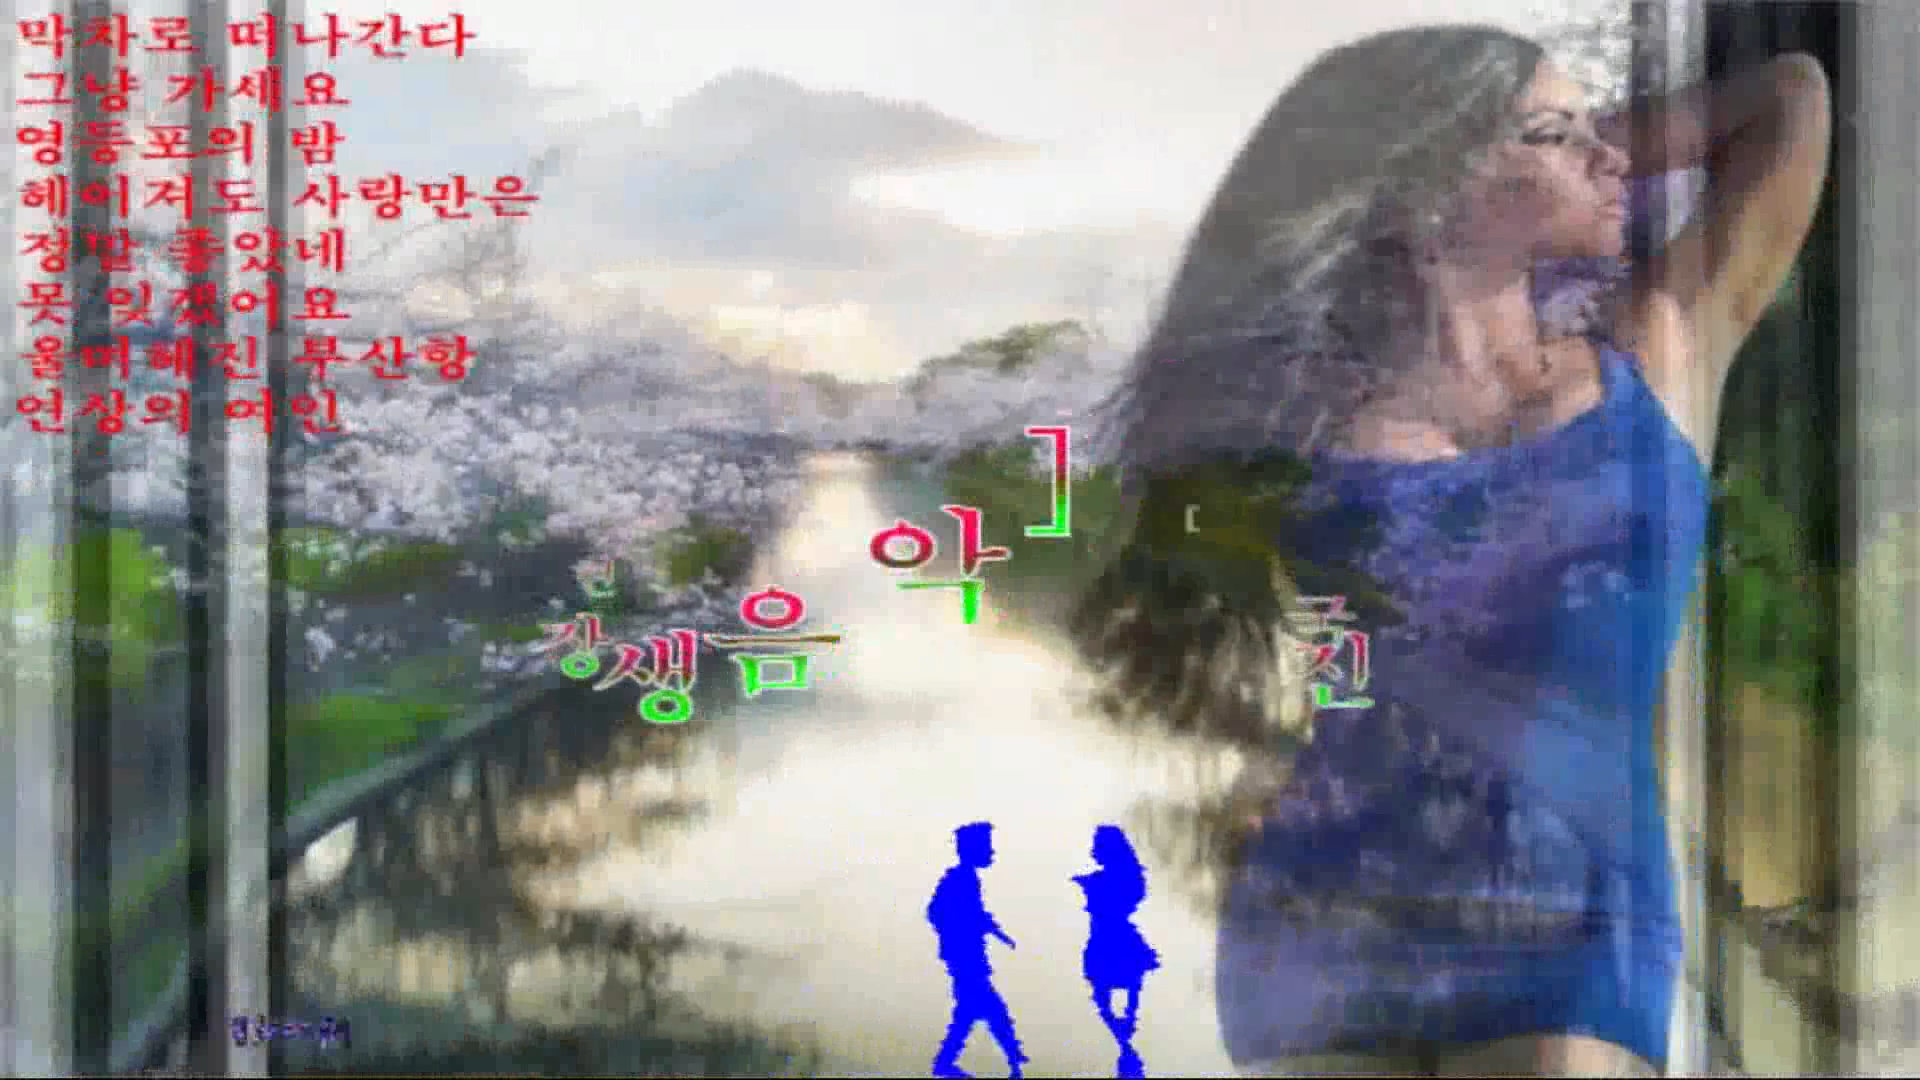 막차로 떠나간다
그냥 가세요
영등포의 밤
헤어져도 사랑만은
정말 좋았네
못 잊겠어요
울며헤진 부산항
연상의 여인
]
악
음
생
장
진
[